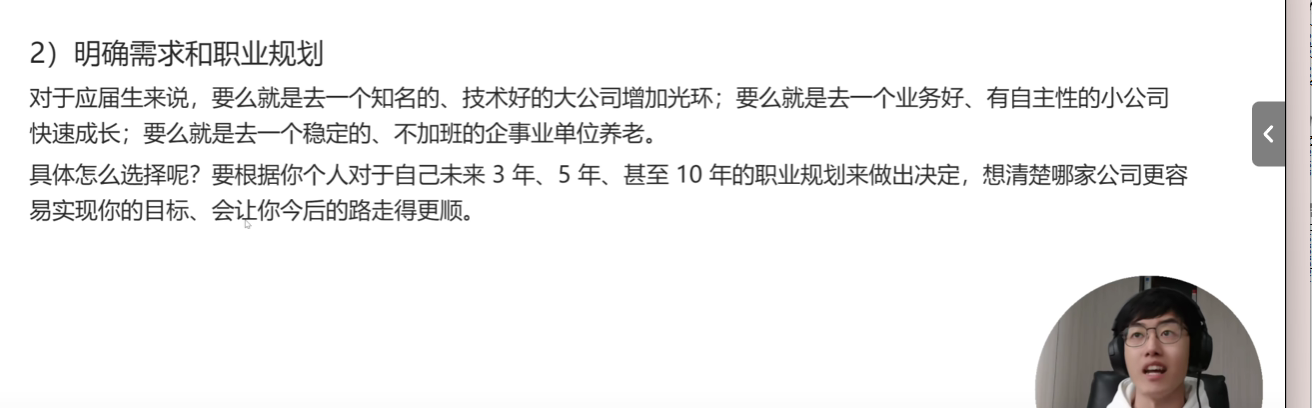 2）明确需求和职业规划
对于应届生来说，要么就是去一个知名的、技术好的大公司增加光环；要么就是去一个业务好、有自主性的小公司
快速成长；要么就是去一个稳定的、不加班的企事业单位养老。
具体怎么选择呢？要根据你个人对于自己未来 3 年、5 年、甚至 10 年的职业规划来做出决定，想清楚哪家公司更容
易实现你的目标、会让你今后的路走得更顺。